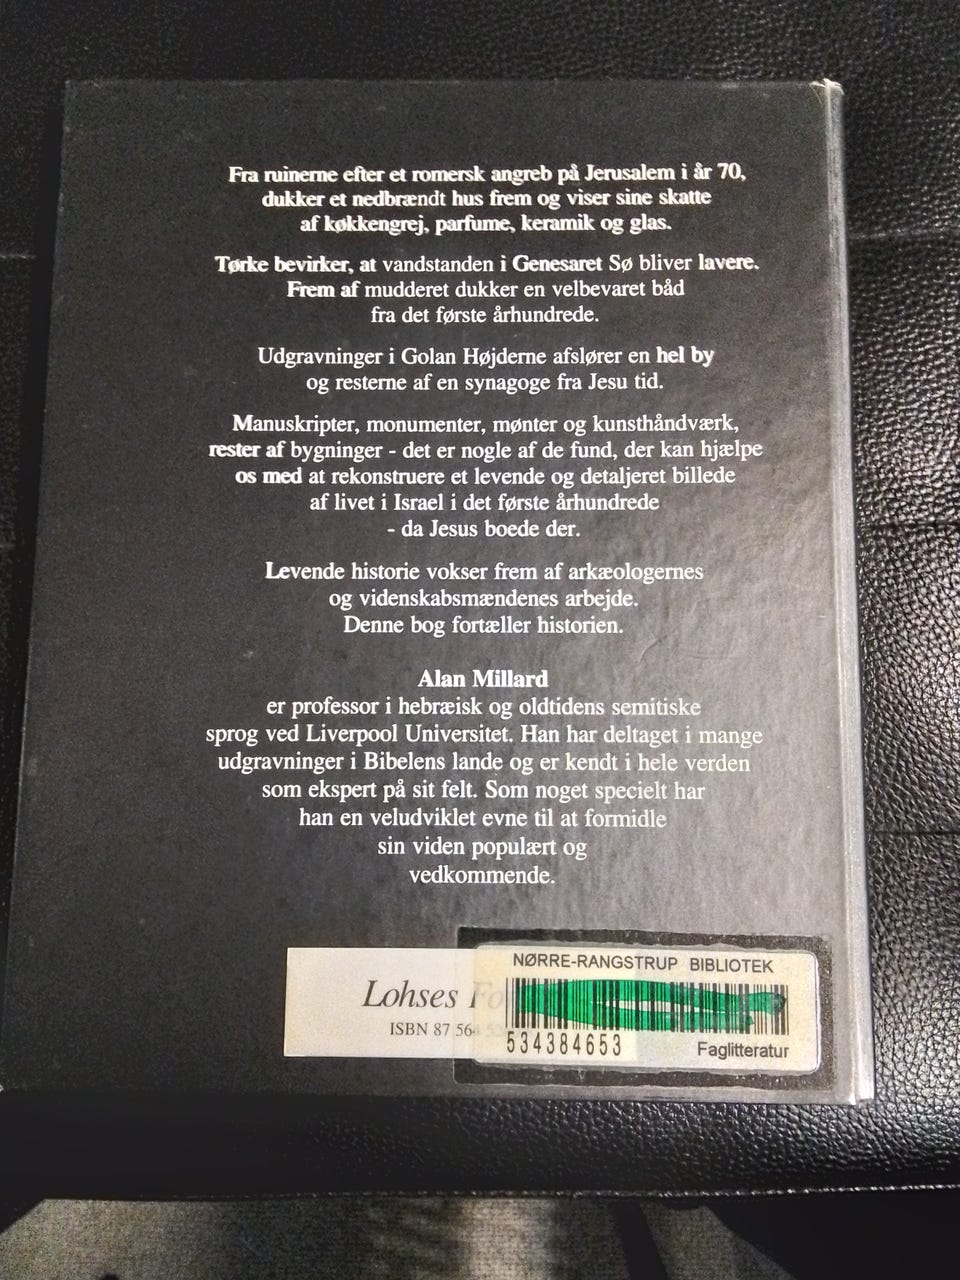 Fra ruinerne efter et romersk angreb på Jerusalem i år 70,
dukker et nedbrændt hus frem og viser sine skatte
af køkkengrej, parfume, keramik og glas.
Tørke bevirker, at vandstanden i Genesaret Sø bliver lavere.
Frem af mudderet dukker en velbevaret båd
fra det første århundrede.
Udgravninger i Golan Højderne afslører en hel by
og resterne af en synagoge fra Jesu tid.
Manuskripter, monumenter, mønter og kunsthåndværk,
rester af bygninger - det er nogle af de fund, der kan hjælpe
os med at rekonstruere et levende og detaljeret billede
af livet i Israel i det første århundrede
- da Jesus boede der.
Levende historie vokser frem af arkæologernes
og videnskabsmændenes arbejde.
Denne bog fortæller historien.
Alan Millard
er professor i hebræisk og oldtidens semitiske
sprog ved Liverpool Universitet. Han har deltaget i mange
udgravninger i Bibelens lande og er kendt i hele verden
som ekspert på sit felt. Som noget specielt har
han en veludviklet evne til at formidle
sin viden populært og
vedkommende.
Lohses Fo
ISBN 87 564
NØRRE-RANGSTRUP BIBLIOTEK
534384653
Faglitteratur